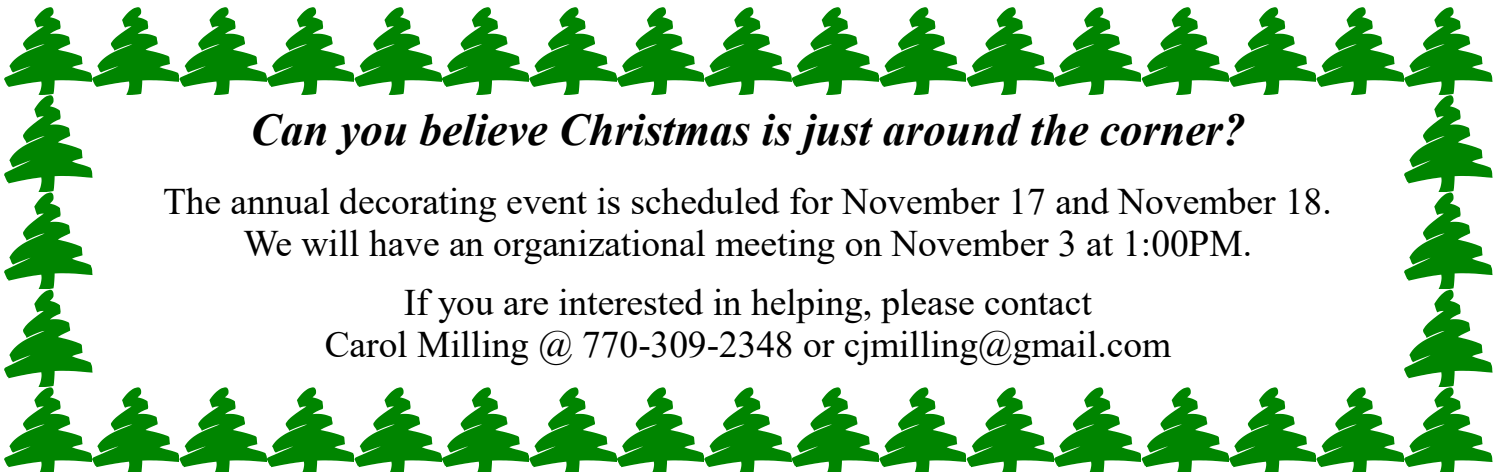 Can you believe Christmas is just around the corner?
The annual decorating event is scheduled for November 17 and November 18.
We will have an organizational meeting on November 3 at 1:00PM.
If you are interested in helping, please contact
Carol Milling @ 770-309-2348 or cjmilling@gmail.com